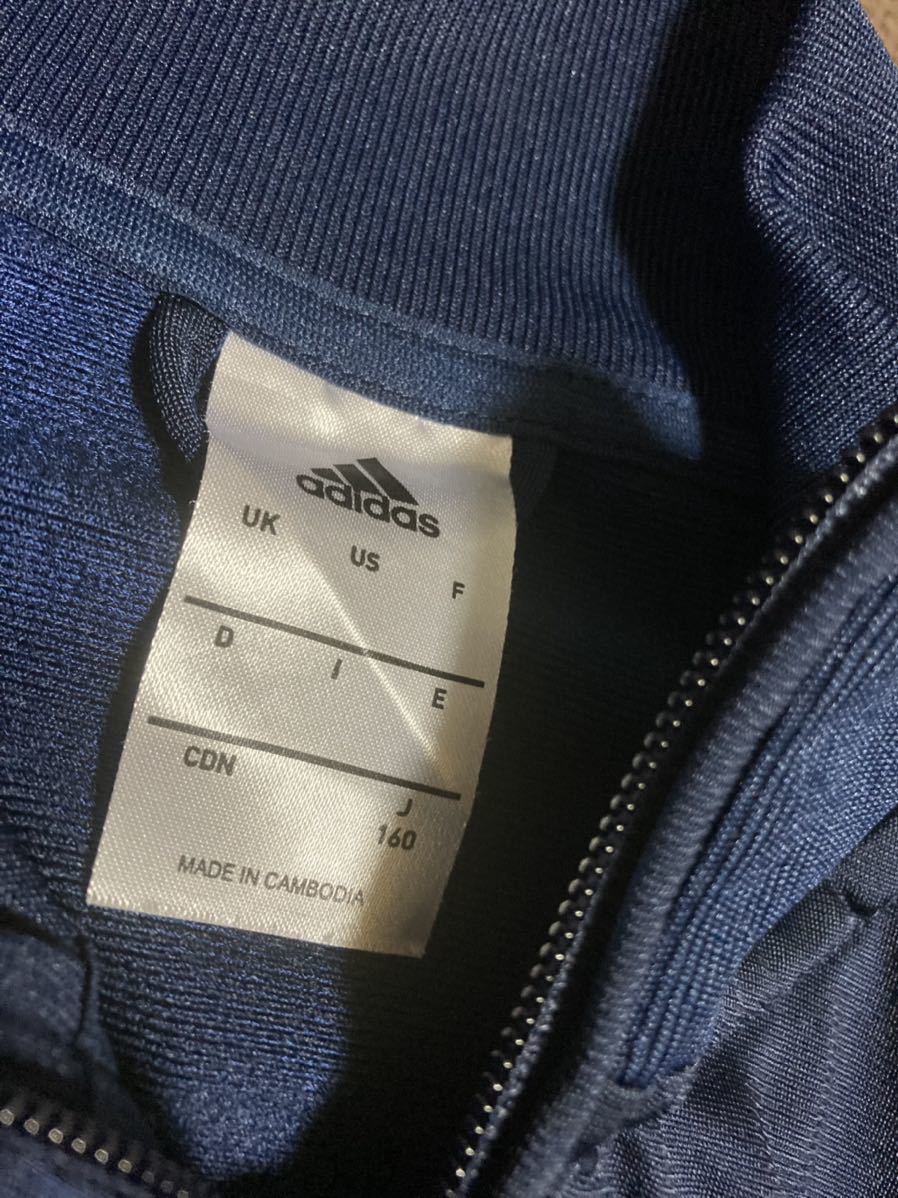 adidas
UK US F
D I E
CDN J
160
MADE IN CAMBODIA